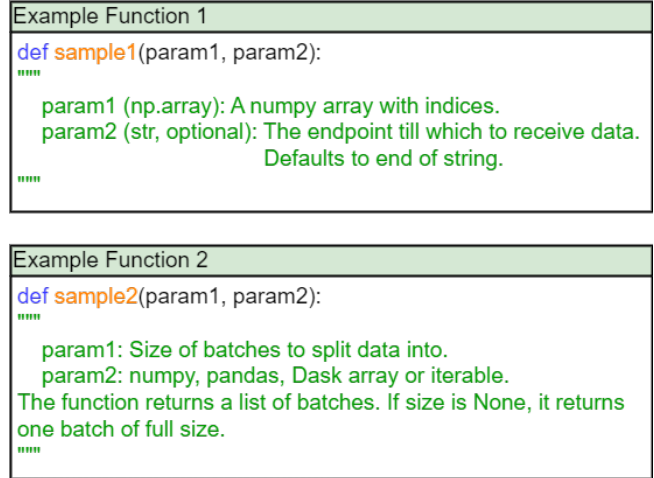 Example Function 1
def sample1(param1, param2):
"""
param1 (np.array): A numpy array with indices.
param2 (str, optional): The endpoint till which to receive data.
Defaults to end of string.
"""
Example Function 2
def sample2(param1, param2):
"""
param1: Size of batches to split data into.
param2: numpy, pandas, Dask array or iterable.
The function returns a list of batches. If size is None, it returns
one batch of full size.
"""